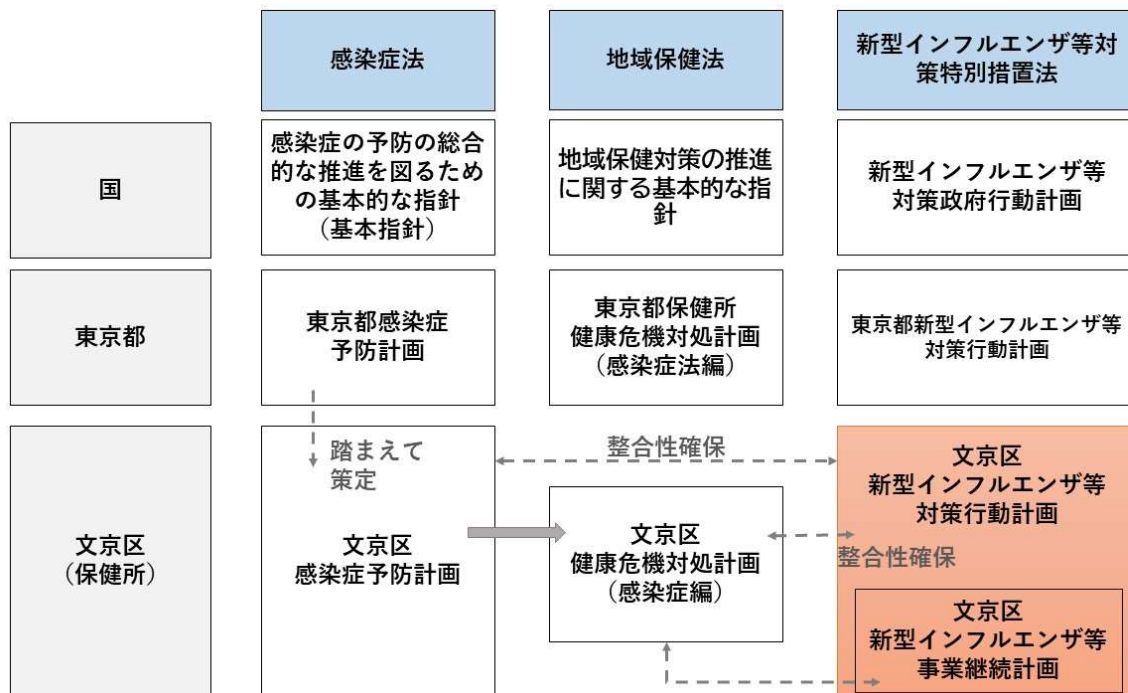 感染症法
地域保健法
新型インフルエンザ等対
策特別措置法
国
感染症の予防の総合
的な推進を図るため
の基本的な指針
（基本指針）
地域保健対策の推進
に関する基本的な指
針
新型インフルエンザ等
対策政府行動計画
東京都
東京都感染症
予防計画
東京都保健所
健康危機対処計画
（感染症法編）
東京都新型インフルエンザ等
対策行動計画
文京区
（保健所）
踏まえて
策定
文京区
感染症予防計画
整合性確保
文京区
健康危機対処計画
（感染症編）
文京区
新型インフルエンザ等
対策行動計画
整合性確保
文京区
新型インフルエンザ等
事業継続計画